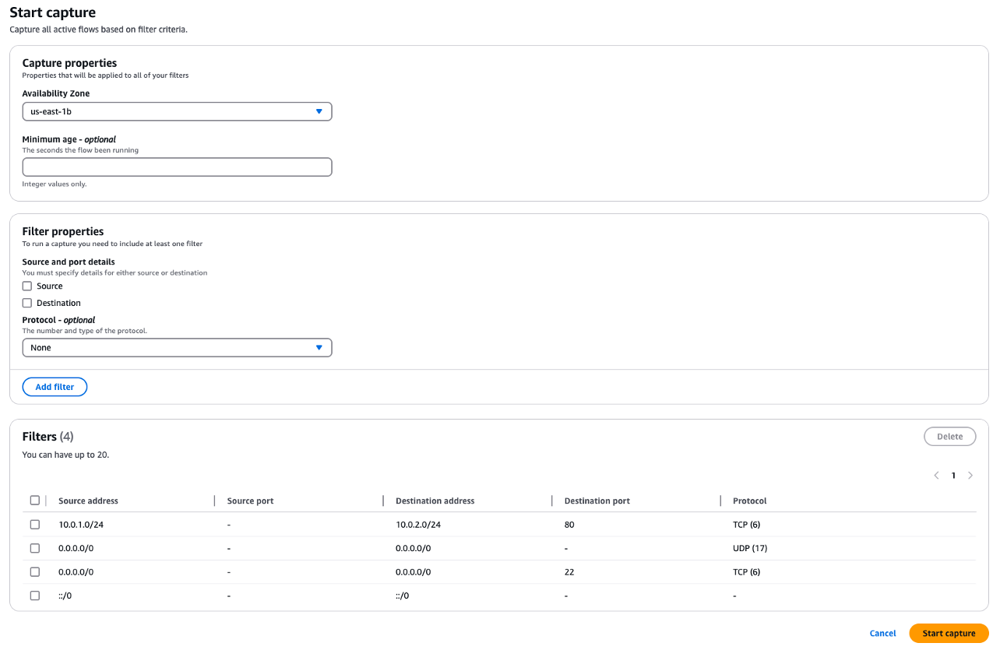 Start capture
Capture all active flows based on filter criteria.
Capture properties
Properties that will be applied to all of your filters
Availability Zone
us-east-1b
Minimum age - optional
The seconds the flow been running
Integer values only.
Filter properties
To run a capture you need to include at least one filter
Source and port details
You must specify details for either source or destination
Source
Destination
Protocol - optional
The number and type of the protocol.
None
Add filter
Filters (4)
Delete
You can have up to 20.
1
Source address Source port Destination address Destination port Protocol
10.0.1.0/24 - 10.0.2.0/24 80 TCP (6)
0.0.0.0/0 - 0.0.0.0/0 - UDP (17)
0.0.0.0/0 - 0.0.0.0/0 22 TCP (6)
::/0 - ::/0 - -
Cancel Start capture